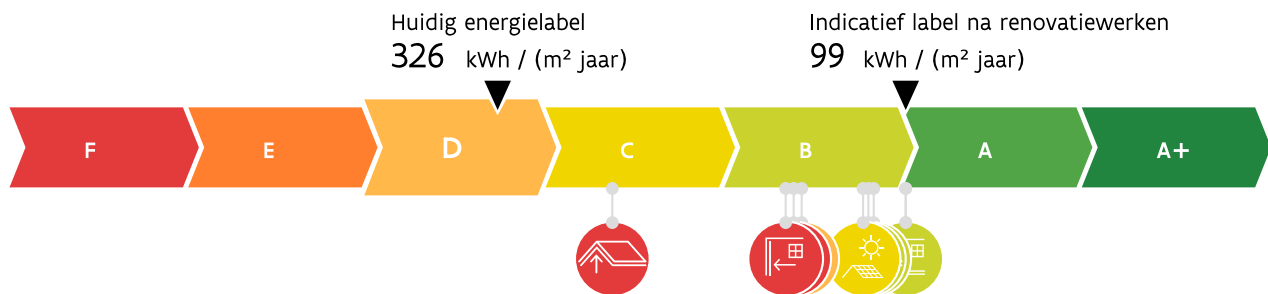 Huidig energielabel
326 kWh / (m² jaar)
Indicatief label na renovatiewerken
99 kWh / (m² jaar)
F E D C B A A+